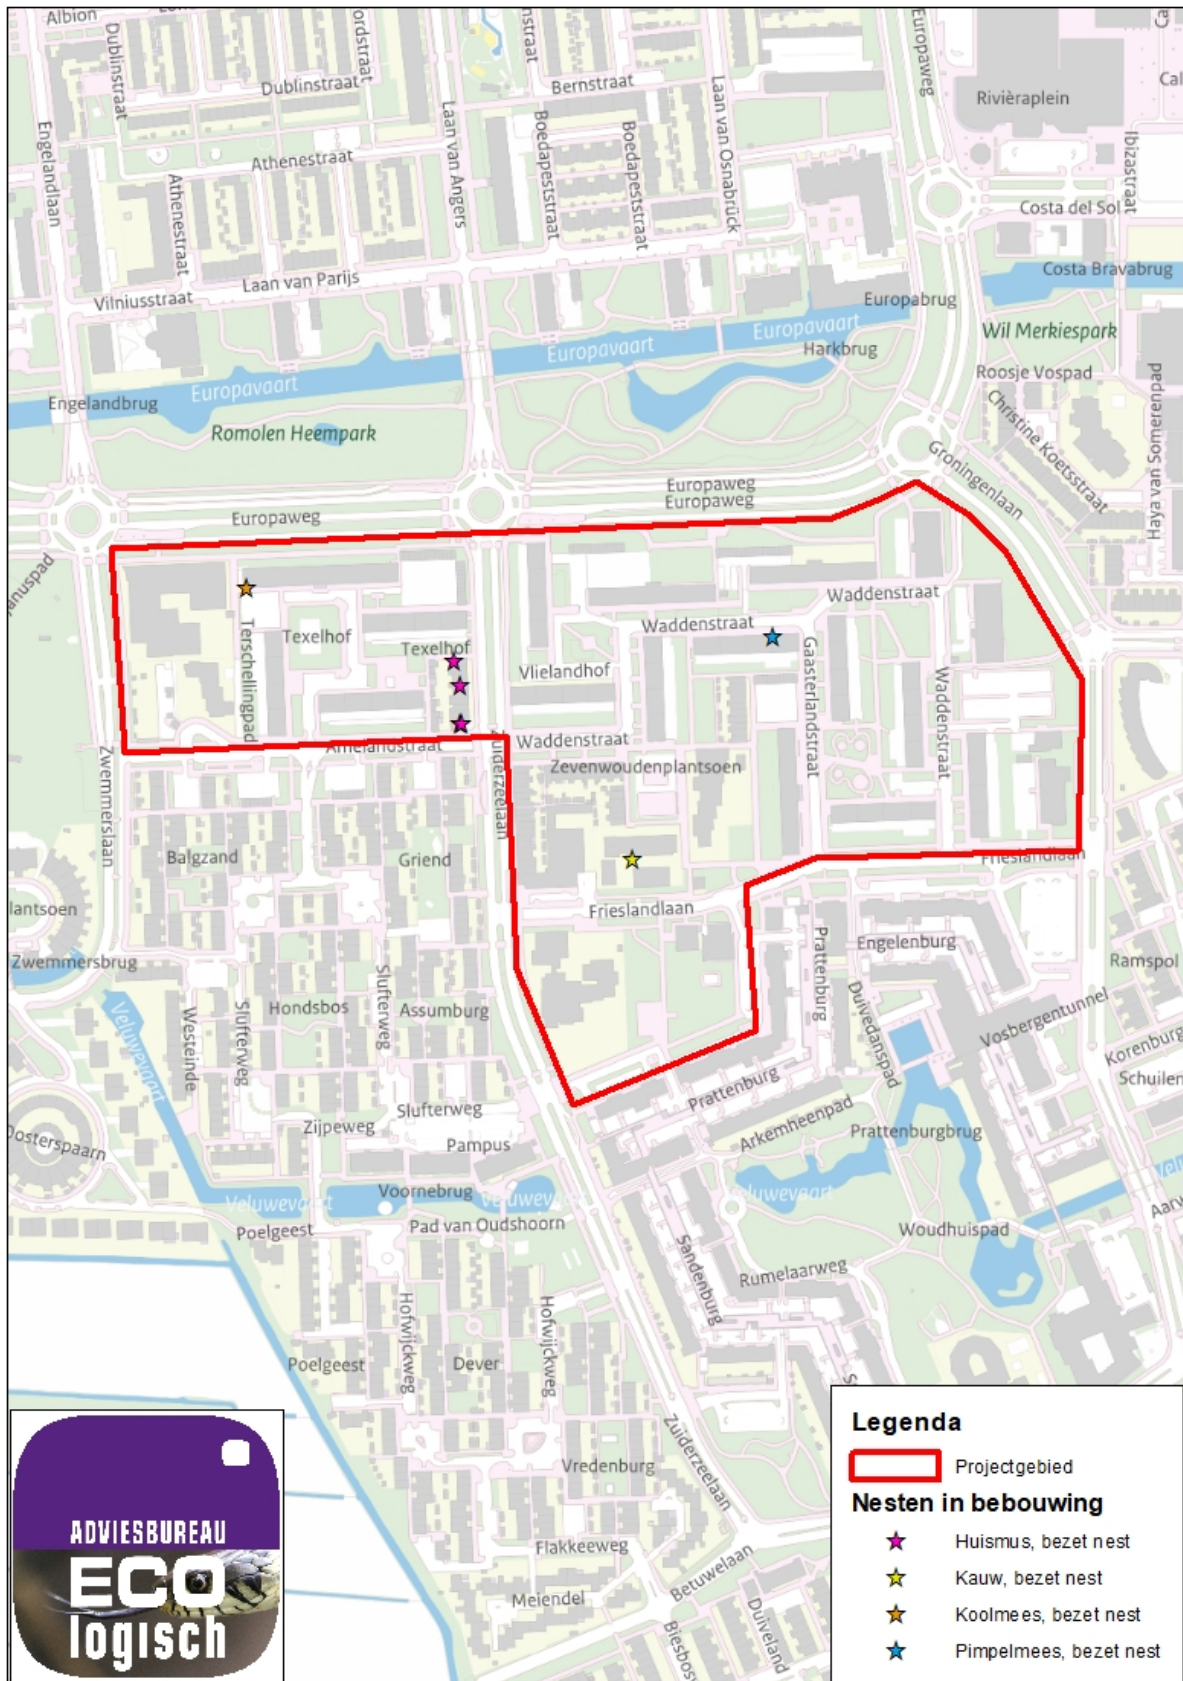 Albion
Dublinstraat
Dublinstraat
Bernstraat
Europaweg
Rivièraplein
Engelandlaan
Athenestraat
Athenestraat
Laan van Angers
Boedapeststraat
Boedapeststraat
Laan van Osnabrück
Ibizastraat
Costa del Sol
Vilniusstraat
Laan van Parijs
Costa Bravabrug
Europabrug
Europavaart
Europavaart
Europavaart
Harkbrug
Wil Merkiespark
Roosje Vospad
Engelandbrug
Romolen Heempark
Christine Koetsstraat
Haya van Somerenpad
Groningenlaan
Europaweg
Europaweg
Europaweg
Waddenstraat
Waddenstraat
Texelhof
Texelhof
Terschellingpad
Vlielandhof
Gaasterlandstraat
Waddenstraat
Amelandstraat
Waddenstraat
Zuiderzeelaan
Zevenwoudenplantsoen
Zwemmerslaan
Balgzand
Griend
Frieslandlaan
Frieslandlaan
Engelenburg
Prattenburg
Ramspol
Zwemmersbrug
Hondsbos
Slufterweg
Slufterweg
Assumburg
Westeinde
Veluwevaart
Duivedanspad
Vosbergentunnel
Korenburg
Schuilen
Slufterweg
Zijpeweg
Pampus
Prattenburg
Arkemheenpad
Prattenburgbrug
Oosterspaarn
Voornebrug
Veluwevaart
Veluwevaart
Veluwevaart
Poelgeest
Pad van Oudshoorn
Woudhuispad
Sandenburg
Rumelaarweg
Hofwijckweg
Hofwijckweg
Poelgeest
Dever
Zuiderzeelaan
Vredenburg
Flakkeeweg
Betuwelaan
Meiendel
Duiveland
Biesbos
ADVIESBUREAU
ECO
logisch
Legenda
Projectgebied
Nesten in bebouwing
Huismus, bezet nest
Kauw, bezet nest
Koolmees, bezet nest
Pimpelmees, bezet nest